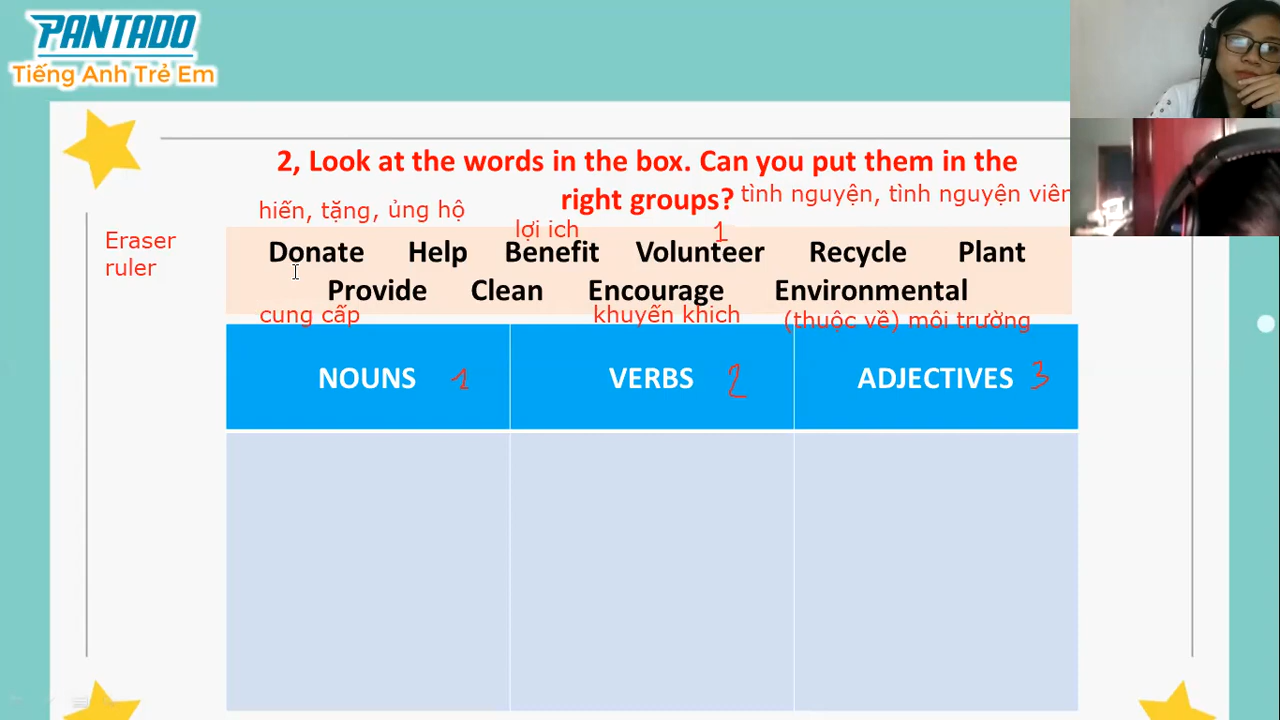 PANTADO
Tiếng Anh Trẻ Em
2, Look at the words in the box. Can you put them in the
right groups?
tình nguyện, tình nguyện viên
hiến, tặng, ủng hộ
lợi ich
1
Eraser
ruler
Donate Help Benefit Volunteer Recycle Plant
Provide Clean Encourage Environmental
cung cấp
khuyến khich
(thuộc về) môi trường
NOUNS 1 VERBS 2 ADJECTIVES 3